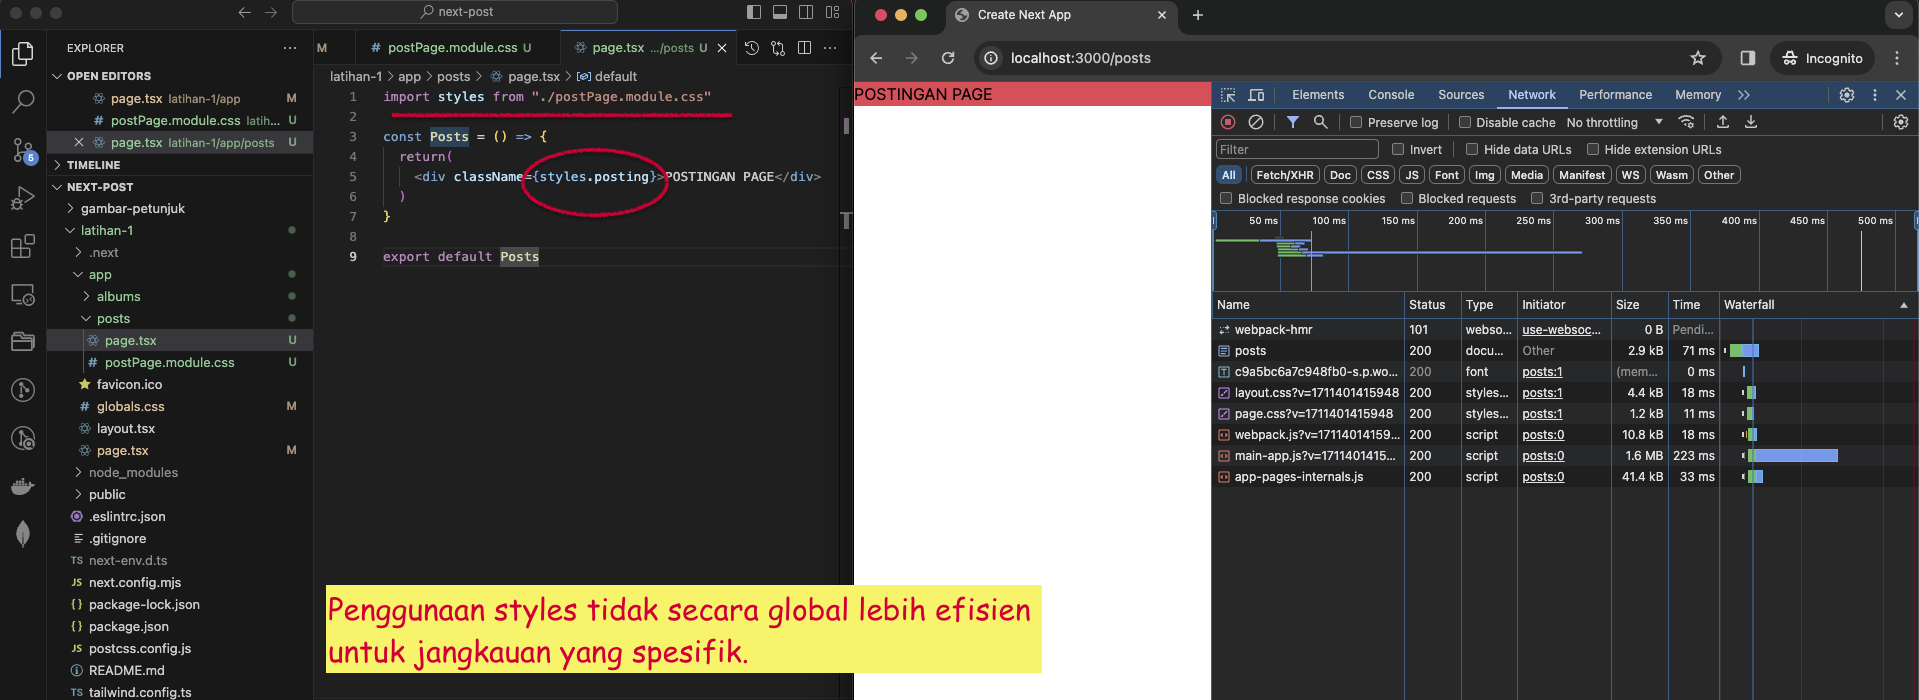 next-post
EXPLORER
OPEN EDITORS
page.tsx latihan-1/app M
postPage.module.css latih... U
page.tsx latihan-1/app/posts U
TIMELINE
NEXT-POST
gambar-petunjuk
latihan-1
.next
app
albums
posts
page.tsx U
postPage.module.css U
favicon.ico
globals.css M
layout.tsx
page.tsx M
node_modules
public
.eslintrc.json
.gitignore
TS next-env.d.ts
JS next.config.mjs
{} package-lock.json
{} package.json
JS postcss.config.js
README.md
TS tailwind.config.ts
5
M
# postPage.module.css U
page.tsx .../posts U
latihan-1 > app > posts > page.tsx > default
1 import styles from "./postPage.module.css"
2
3 const Posts = () => {
4 return(
5 <div className={styles.posting}>POSTINGAN PAGE</div>
6 )
7 }
8
9 export default Posts
Penggunaan styles tidak secara global lebih efisien
untuk jangkauan yang spesifik.
Create Next App
localhost:3000/posts
Incognito
POSTINGAN PAGE
Elements Console Sources Network Performance Memory
Preserve log Disable cache No throttling
Filter Invert Hide data URLs Hide extension URLs
All Fetch/XHR Doc CSS JS Font Img Media Manifest WS Wasm Other
Blocked response cookies Blocked requests 3rd-party requests
50 ms 100 ms 150 ms 200 ms 250 ms 300 ms 350 ms 400 ms 450 ms 500 ms
Name Status Type Initiator Size Time Waterfall
webpack-hmr 101 webso... use-websoc... 0 B Pendi...
posts 200 docu... Other 2.9 kB 71 ms
c9a5bc6a7c948fb0-s.p.wo... 200 font posts:1 (mem... 0 ms
layout.css?v=1711401415948 200 styles... posts:1 4.4 kB 18 ms
page.css?v=1711401415948 200 styles... posts:1 1.2 kB 11 ms
webpack.js?v=17114014159... 200 script posts:0 10.8 kB 18 ms
main-app.js?v=1711401415... 200 script posts:0 1.6 MB 223 ms
app-pages-internals.js 200 script posts:0 41.4 kB 33 ms